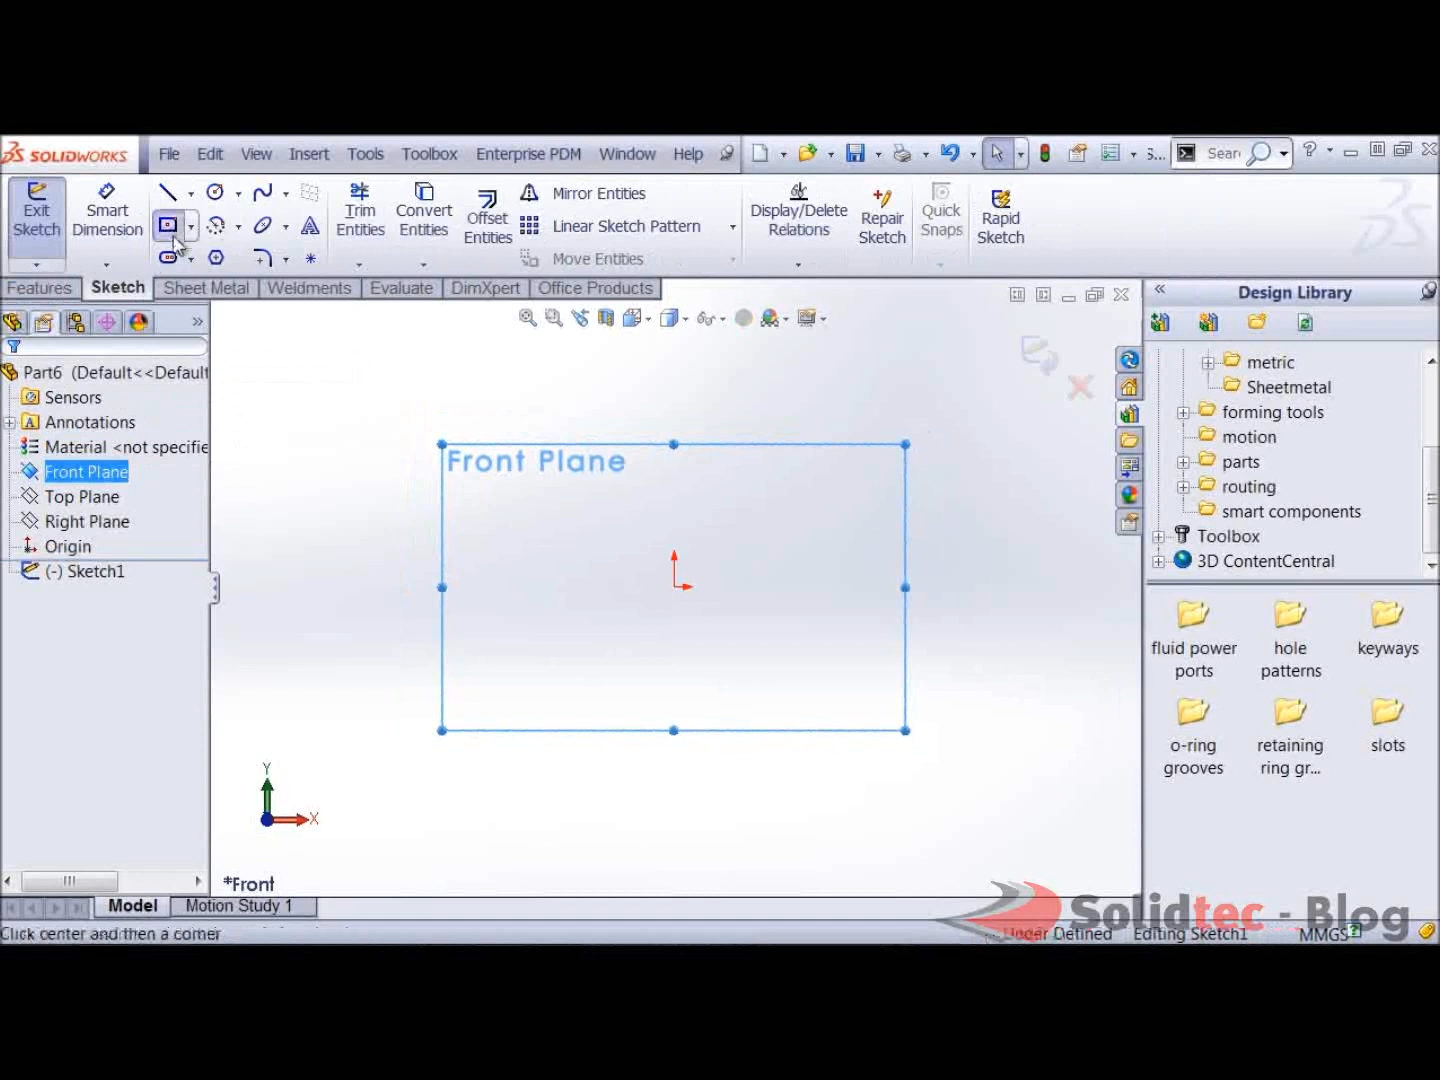 SOLIDWORKS File Edit View Insert Tools Toolbox Enterprise PDM Window Help S... Sear
Exit Sketch
Smart Dimension
Trim Entities
Convert Entities
Offset Entities
Mirror Entities
Linear Sketch Pattern
Move Entities
Display/Delete Relations
Repair Sketch
Quick Snaps
Rapid Sketch
Features Sketch Sheet Metal Weldments Evaluate DimXpert Office Products
Part6 (Default<<Default
Sensors
Annotations
Material <not specifie
Front Plane
Top Plane
Right Plane
Origin
(-) Sketch1
Front Plane
Y
X
*Front
Design Library
metric
Sheetmetal
forming tools
motion
parts
routing
smart components
Toolbox
3D ContentCentral
fluid power ports
hole patterns
keyways
o-ring grooves
retaining ring gr...
slots
Model Motion Study 1
Solidtec - Blog
Click center and then a corner
Under Defined Editing Sketch1 MMGS